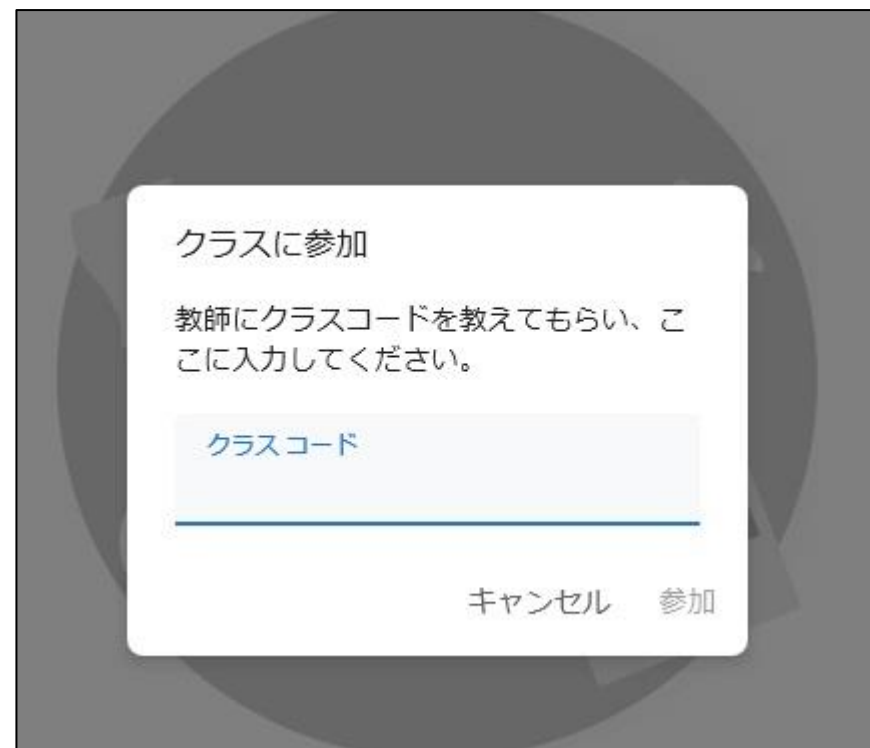 クラスに参加
教師にクラスコードを教えてもらい、こ
こに入力してください。
クラス コード
キャンセル 参加